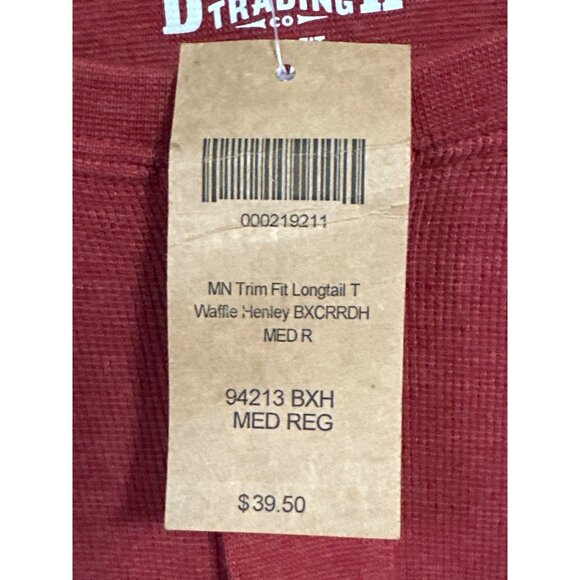 TRADING
CO
000219211
MN Trim Fit Longtail T
Waffle Henley BXCRRDH
MED R
94213 BXH
MED REG
$39.50